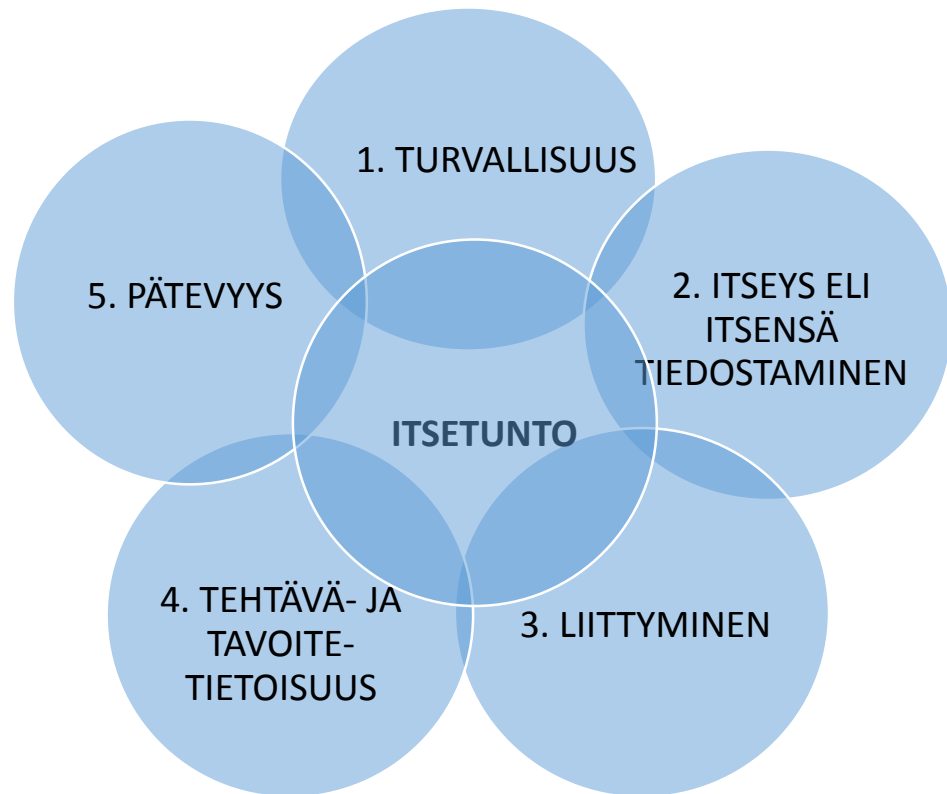 1. TURVALLISUUS
2. ITSEYS ELI
ITSENSÄ
TIEDOSTAMINEN
3. LIITTYMINEN
4. TEHTÄVÄ- JA
TAVOITE-
TIETOISUUS
5. PÄTEVYYS
ITSETUNTO